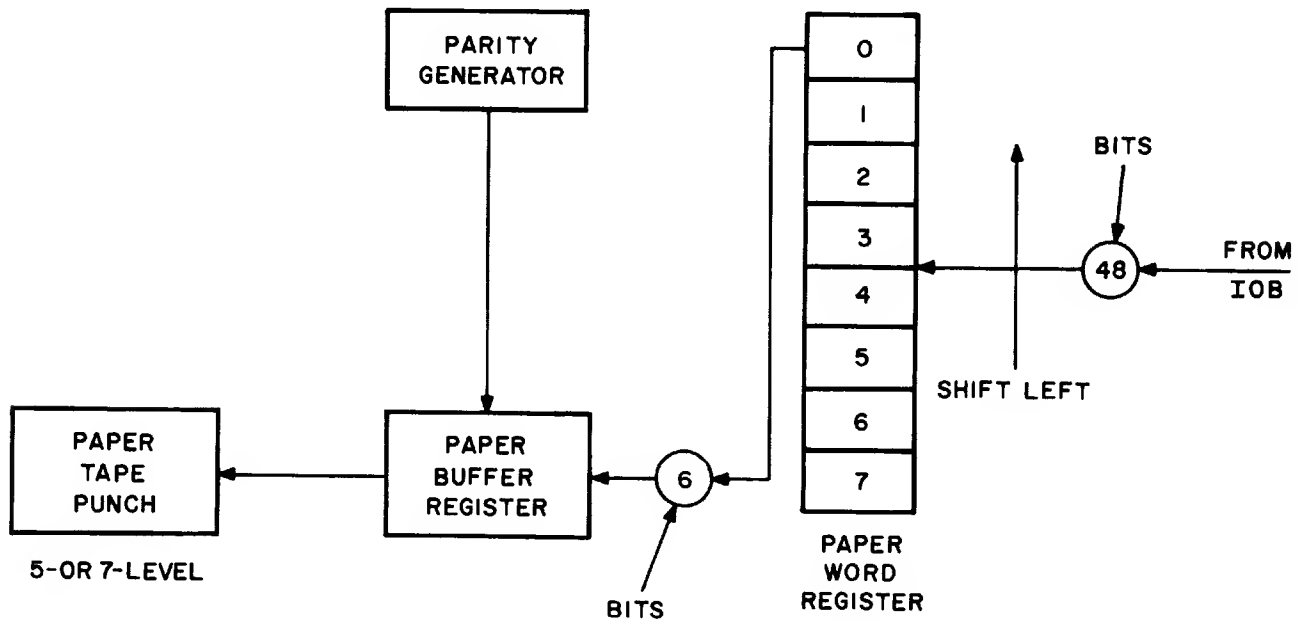 PARITY
GENERATOR
0
1
2
3
4
5
6
7
BITS
48
FROM
IOB
SHIFT LEFT
PAPER
TAPE
PUNCH
PAPER
BUFFER
REGISTER
6
5-OR 7-LEVEL
BITS
PAPER
WORD
REGISTER